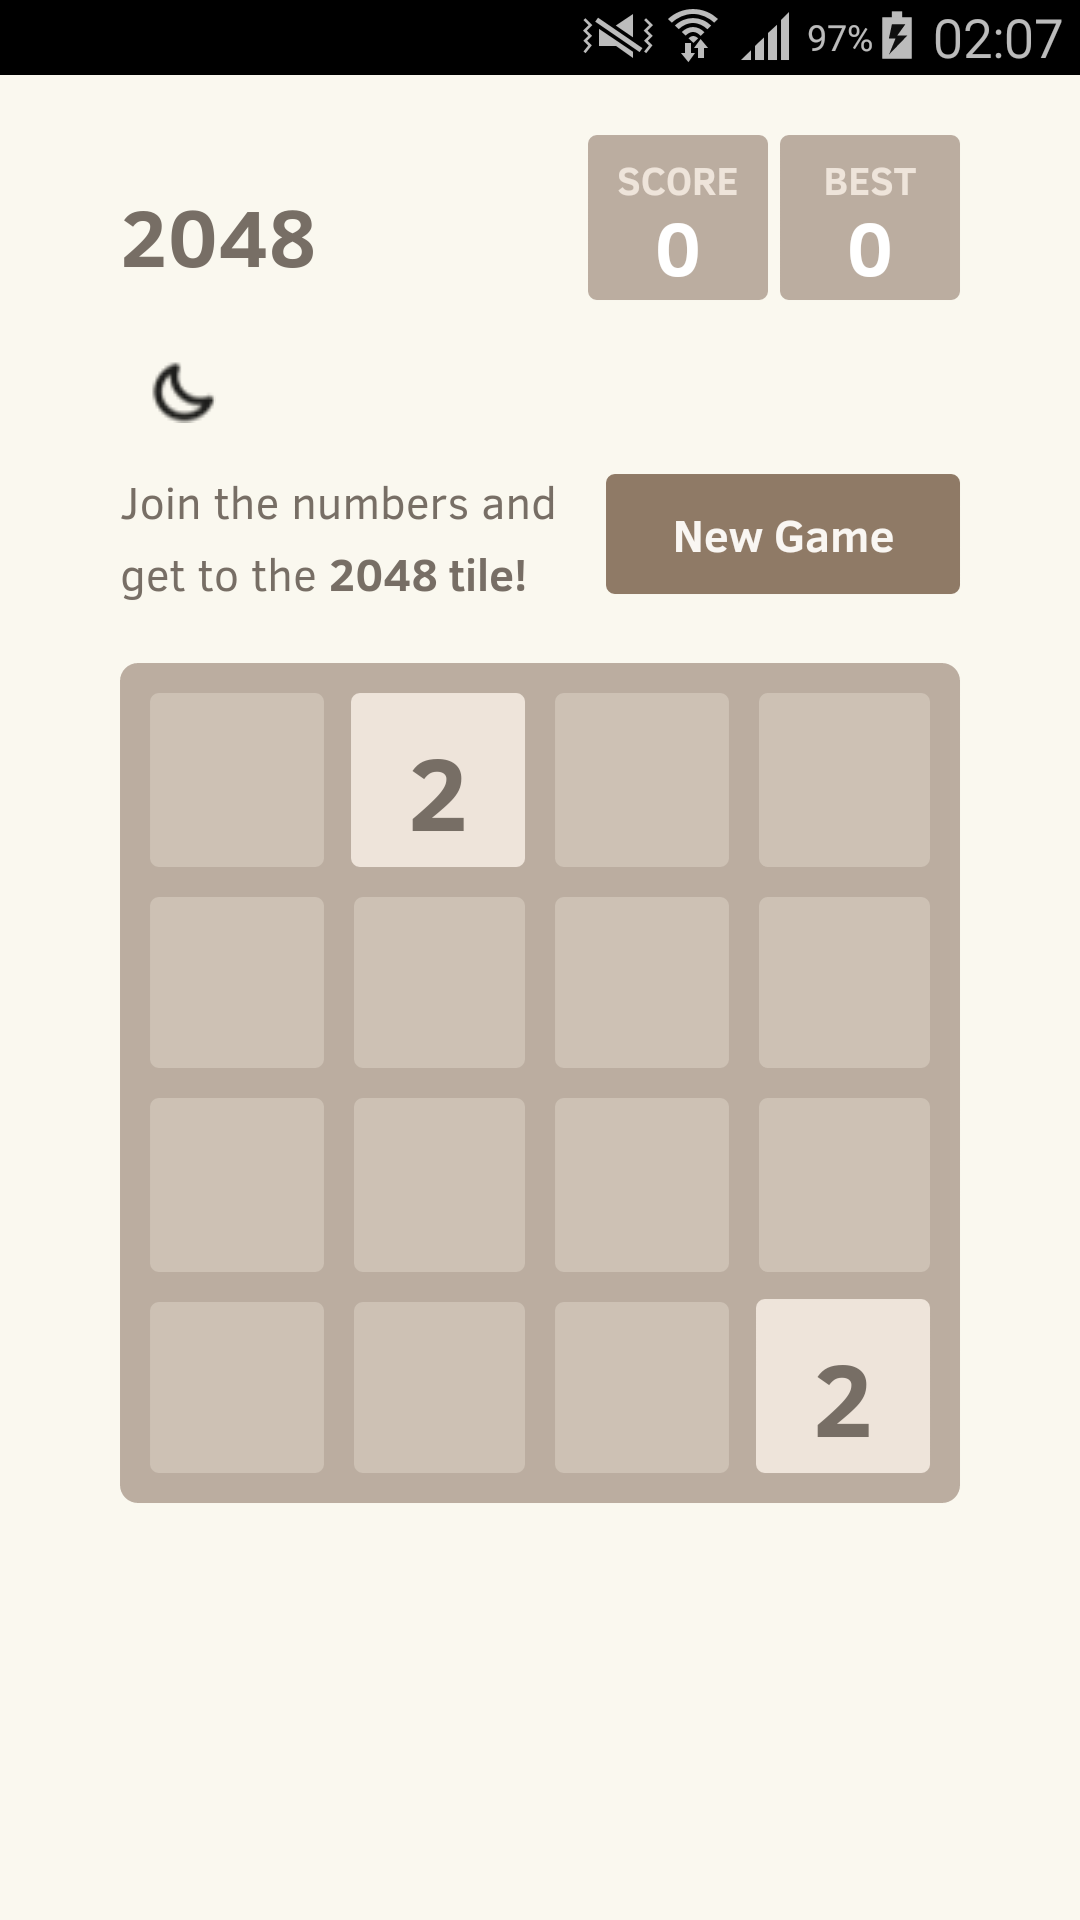 97% 02:07
SCORE BEST
2048 0 0
Join the numbers and
get to the 2048 tile!
New Game
2
2